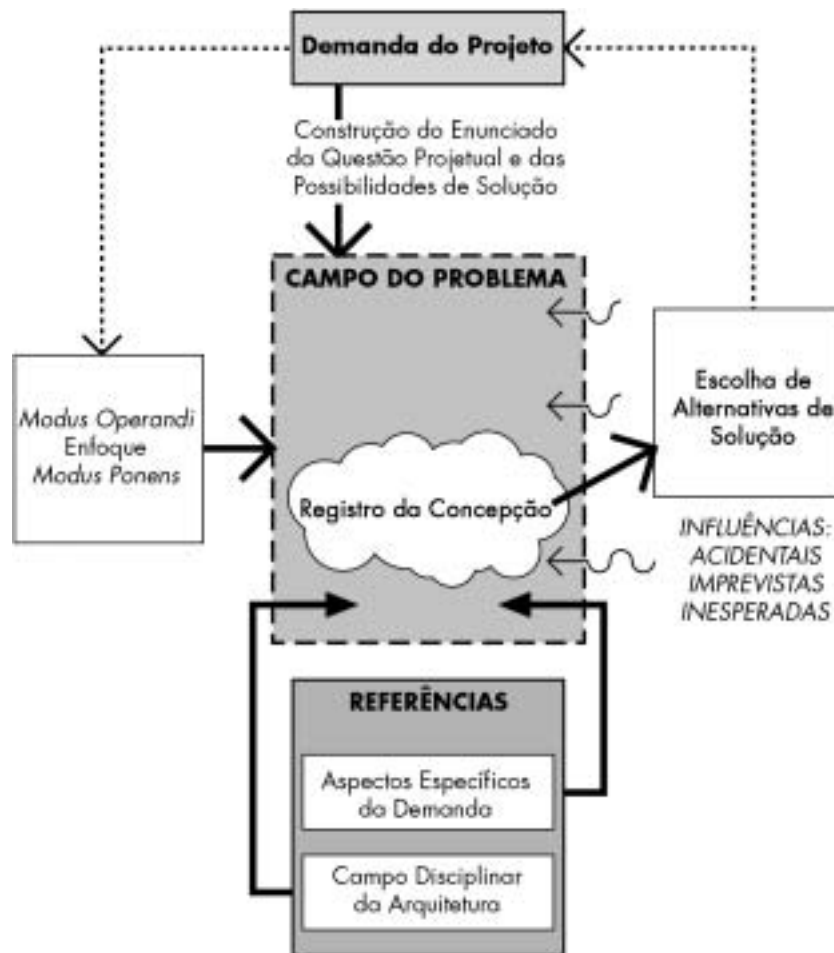 Demanda do Projeto
Construção do Enunciado
da Questão Projetual e das
Possibilidades de Solução
CAMPO DO PROBLEMA
Modus Operandi
Enfoque
Modus Ponens
Escolha de
Alternativas de
Solução
Registro da Concepção
INFLUÊNCIAS:
ACIDENTAIS
IMPREVISTAS
INESPERADAS
REFERÊNCIAS
Aspectos Específicos
da Demanda
Campo Disciplinar
da Arquitetura